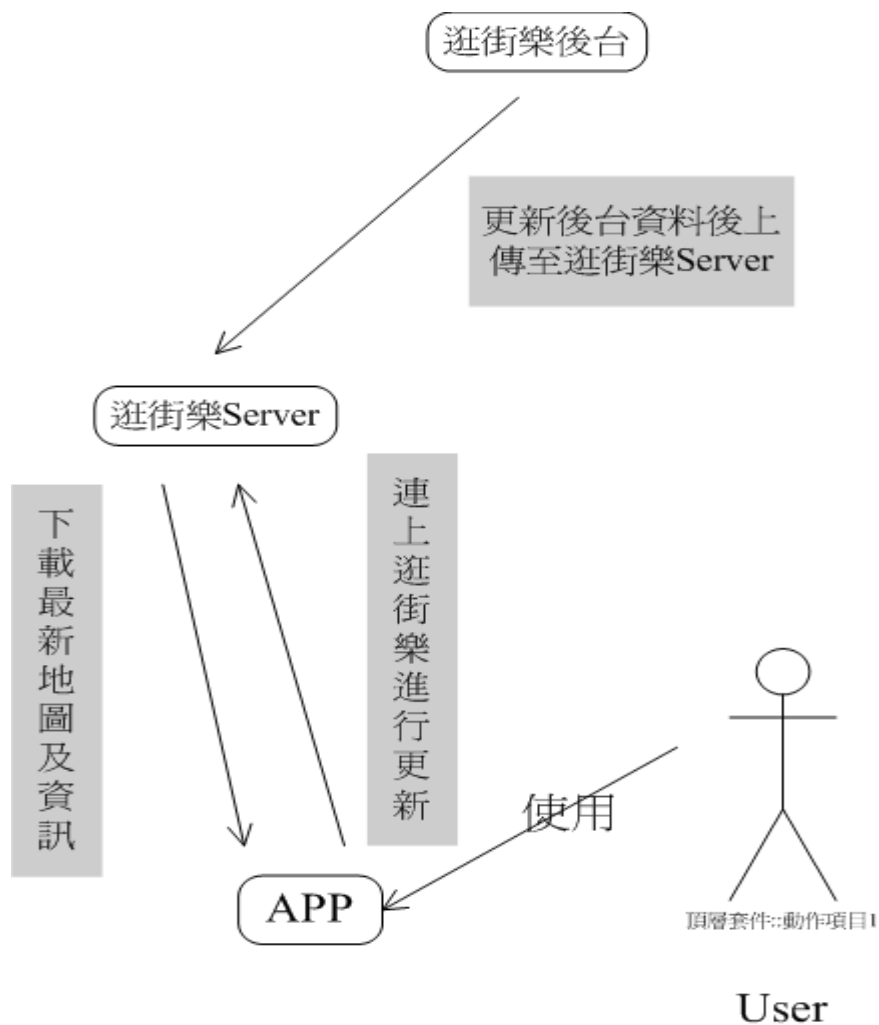 逛街樂後台
更新後台資料後上
傳至逛街樂Server
逛街樂Server
下載最新地圖及資訊
連上逛街樂進行更新
使用
APP
頂層套件::動作項目1
User